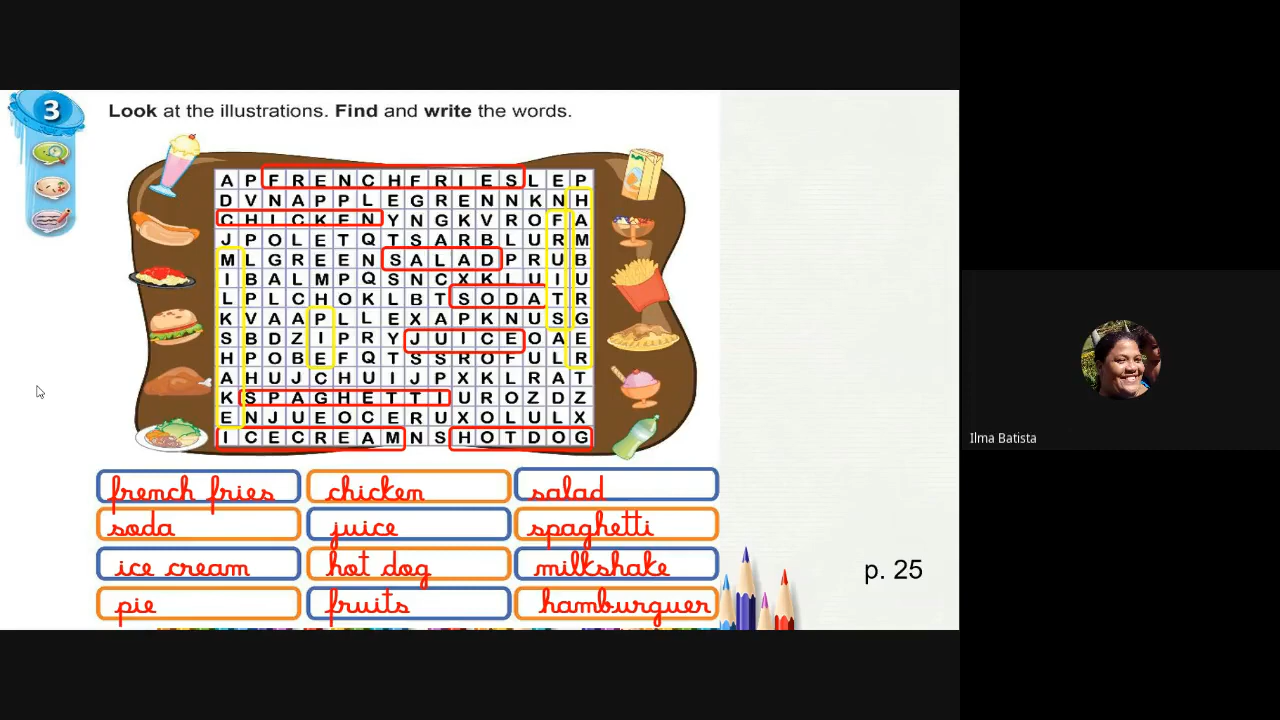 3
Look at the illustrations. Find and write the words.
A P F R E N C H F R I E S L E P
D V N A P P L E G R E N N K N H
C H I C K E N Y N G K V R O F A
J P O L E T Q T S A R B L U R M
M L G R E E N S A L A D P R U B
I B A L M P Q S N C X K L U I U
L P L C H O K L B T S O D A T R
K V A A P L L E X A P K N U S G
S B D Z I P R Y J U I C E O A E
H P O B E F Q T S S R O F U L R
A H U J C H U I J P X K L R A T
K S P A G H E T T I U R O Z D Z
E N J U E O C E R U X O L U L X
I C E C R E A M N S H O T D O G
french fries chicken salad
soda juice spaghetti
ice cream hot dog milkshake
pie fruits hamburguer
p. 25
Ilma Batista